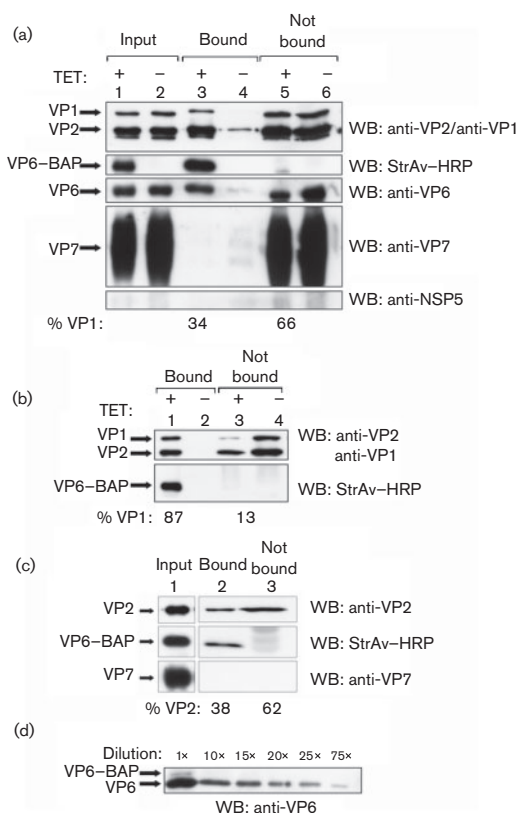 (a)
Input Bound Not bound
TET: + − + − + −
1 2 3 4 5 6
VP1
VP2
WB: anti-VP2/anti-VP1
VP6–BAP
WB: StrAv–HRP
VP6
WB: anti-VP6
VP7
WB: anti-VP7
WB: anti-NSP5
% VP1: 34 66
(b)
Bound Not bound
TET: + − + −
1 2 3 4
VP1
VP2
WB: anti-VP2
anti-VP1
VP6–BAP
WB: StrAv–HRP
% VP1: 87 13
(c)
Input Bound Not bound
1 2 3
VP2
WB: anti-VP2
VP6–BAP
WB: StrAv–HRP
VP7
WB: anti-VP7
% VP2: 38 62
(d)
Dilution: 1× 10× 15× 20× 25× 75×
VP6–BAP
VP6
WB: anti-VP6